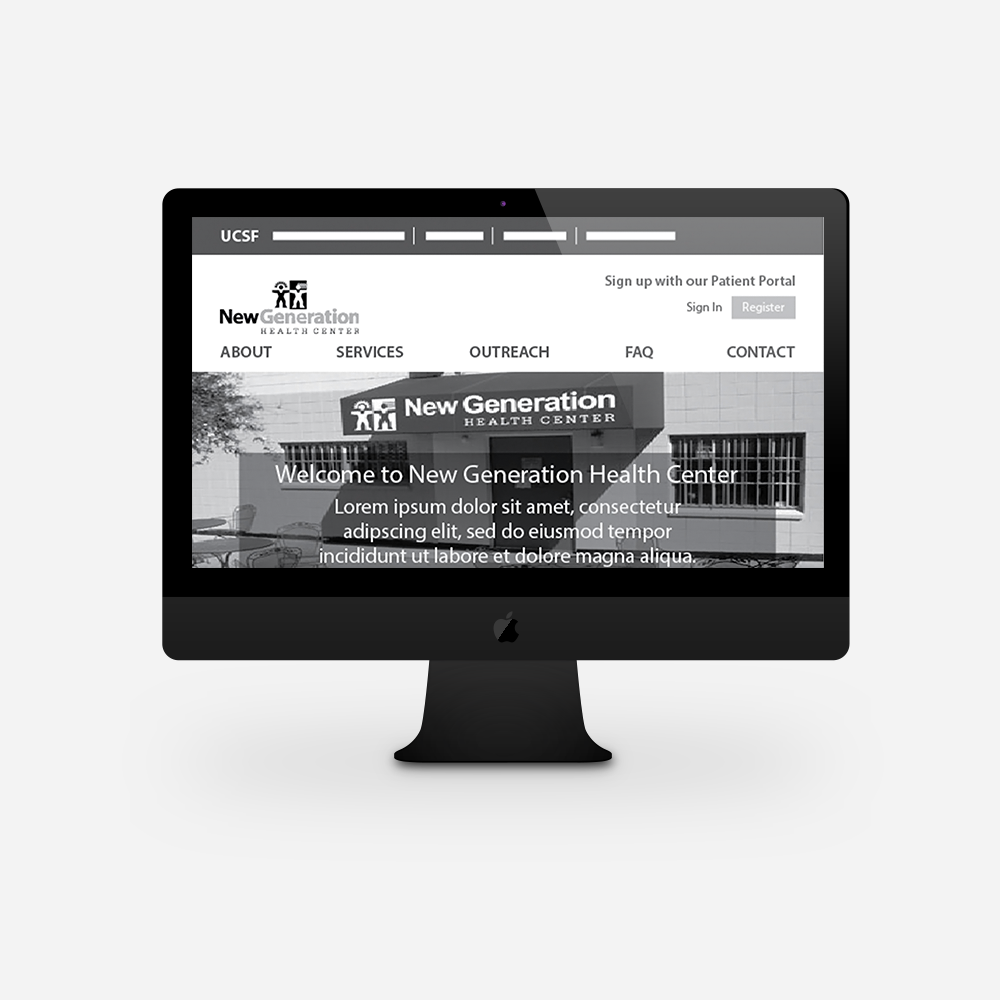 UCSF
Sign up with our Patient Portal
Sign In Register
NewGeneration
HEALTH CENTER
ABOUT SERVICES OUTREACH FAQ CONTACT
New Generation
HEALTH CENTER
Welcome to New Generation Health Center
Lorem ipsum dolor sit amet, consectetur
adipscing elit, sed do eiusmod tempor
incididunt ut labore et dolore magna aliqua.